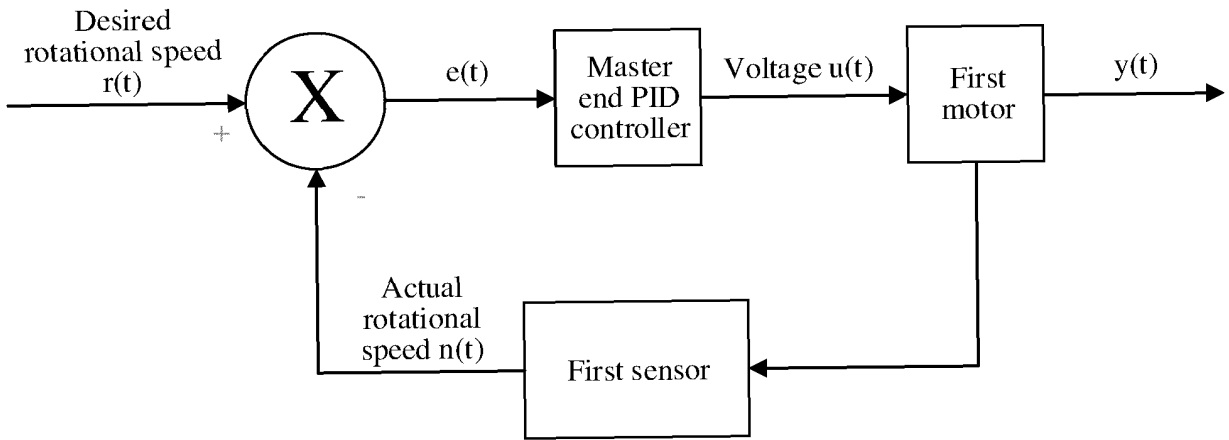 Desired
rotational speed
r(t)
+
X
-
e(t)
Master
end PID
controller
Voltage u(t)
First
motor
y(t)
Actual
rotational
speed n(t)
First sensor